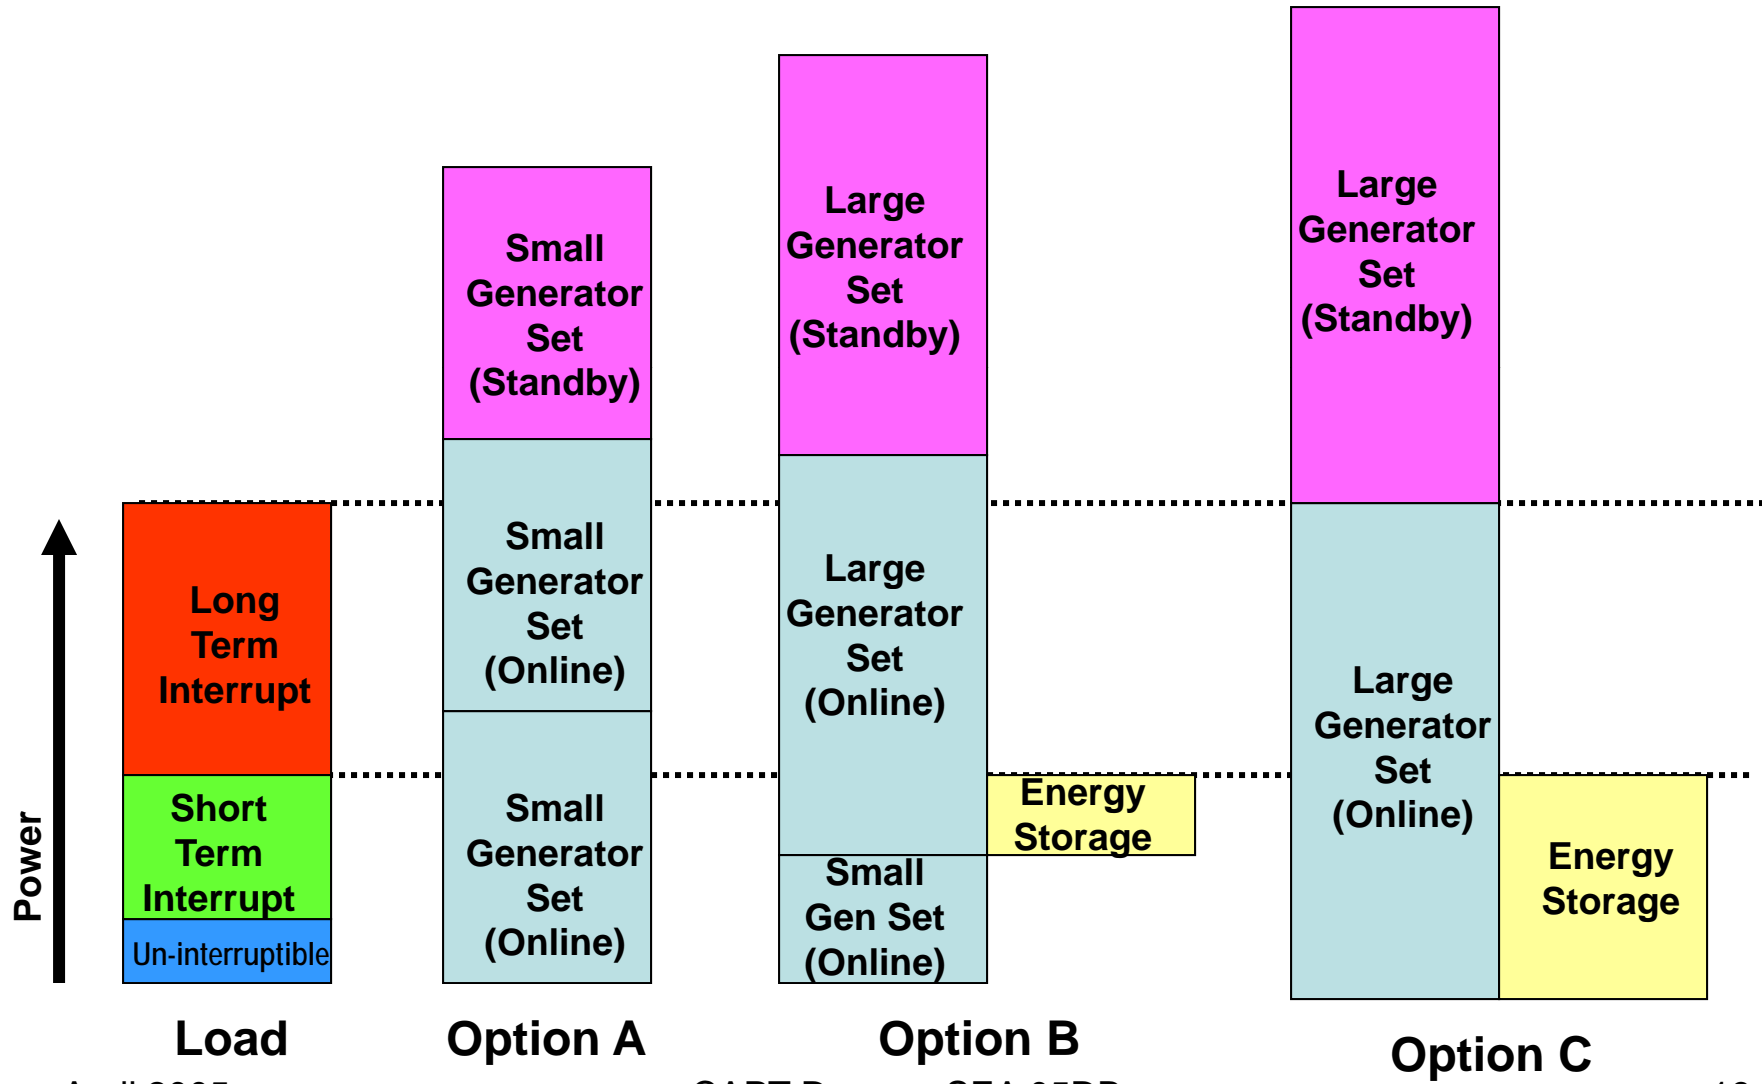 Power
Long
Term
Interrupt
Short
Term
Interrupt
Un-interruptible
Load
Small
Generator
Set
(Standby)
Small
Generator
Set
(Online)
Small
Generator
Set
(Online)
Option A
Large
Generator
Set
(Standby)
Large
Generator
Set
(Online)
Small
Gen Set
(Online)
Energy
Storage
Option B
Large
Generator
Set
(Standby)
Large
Generator
Set
(Online)
Energy
Storage
Option C